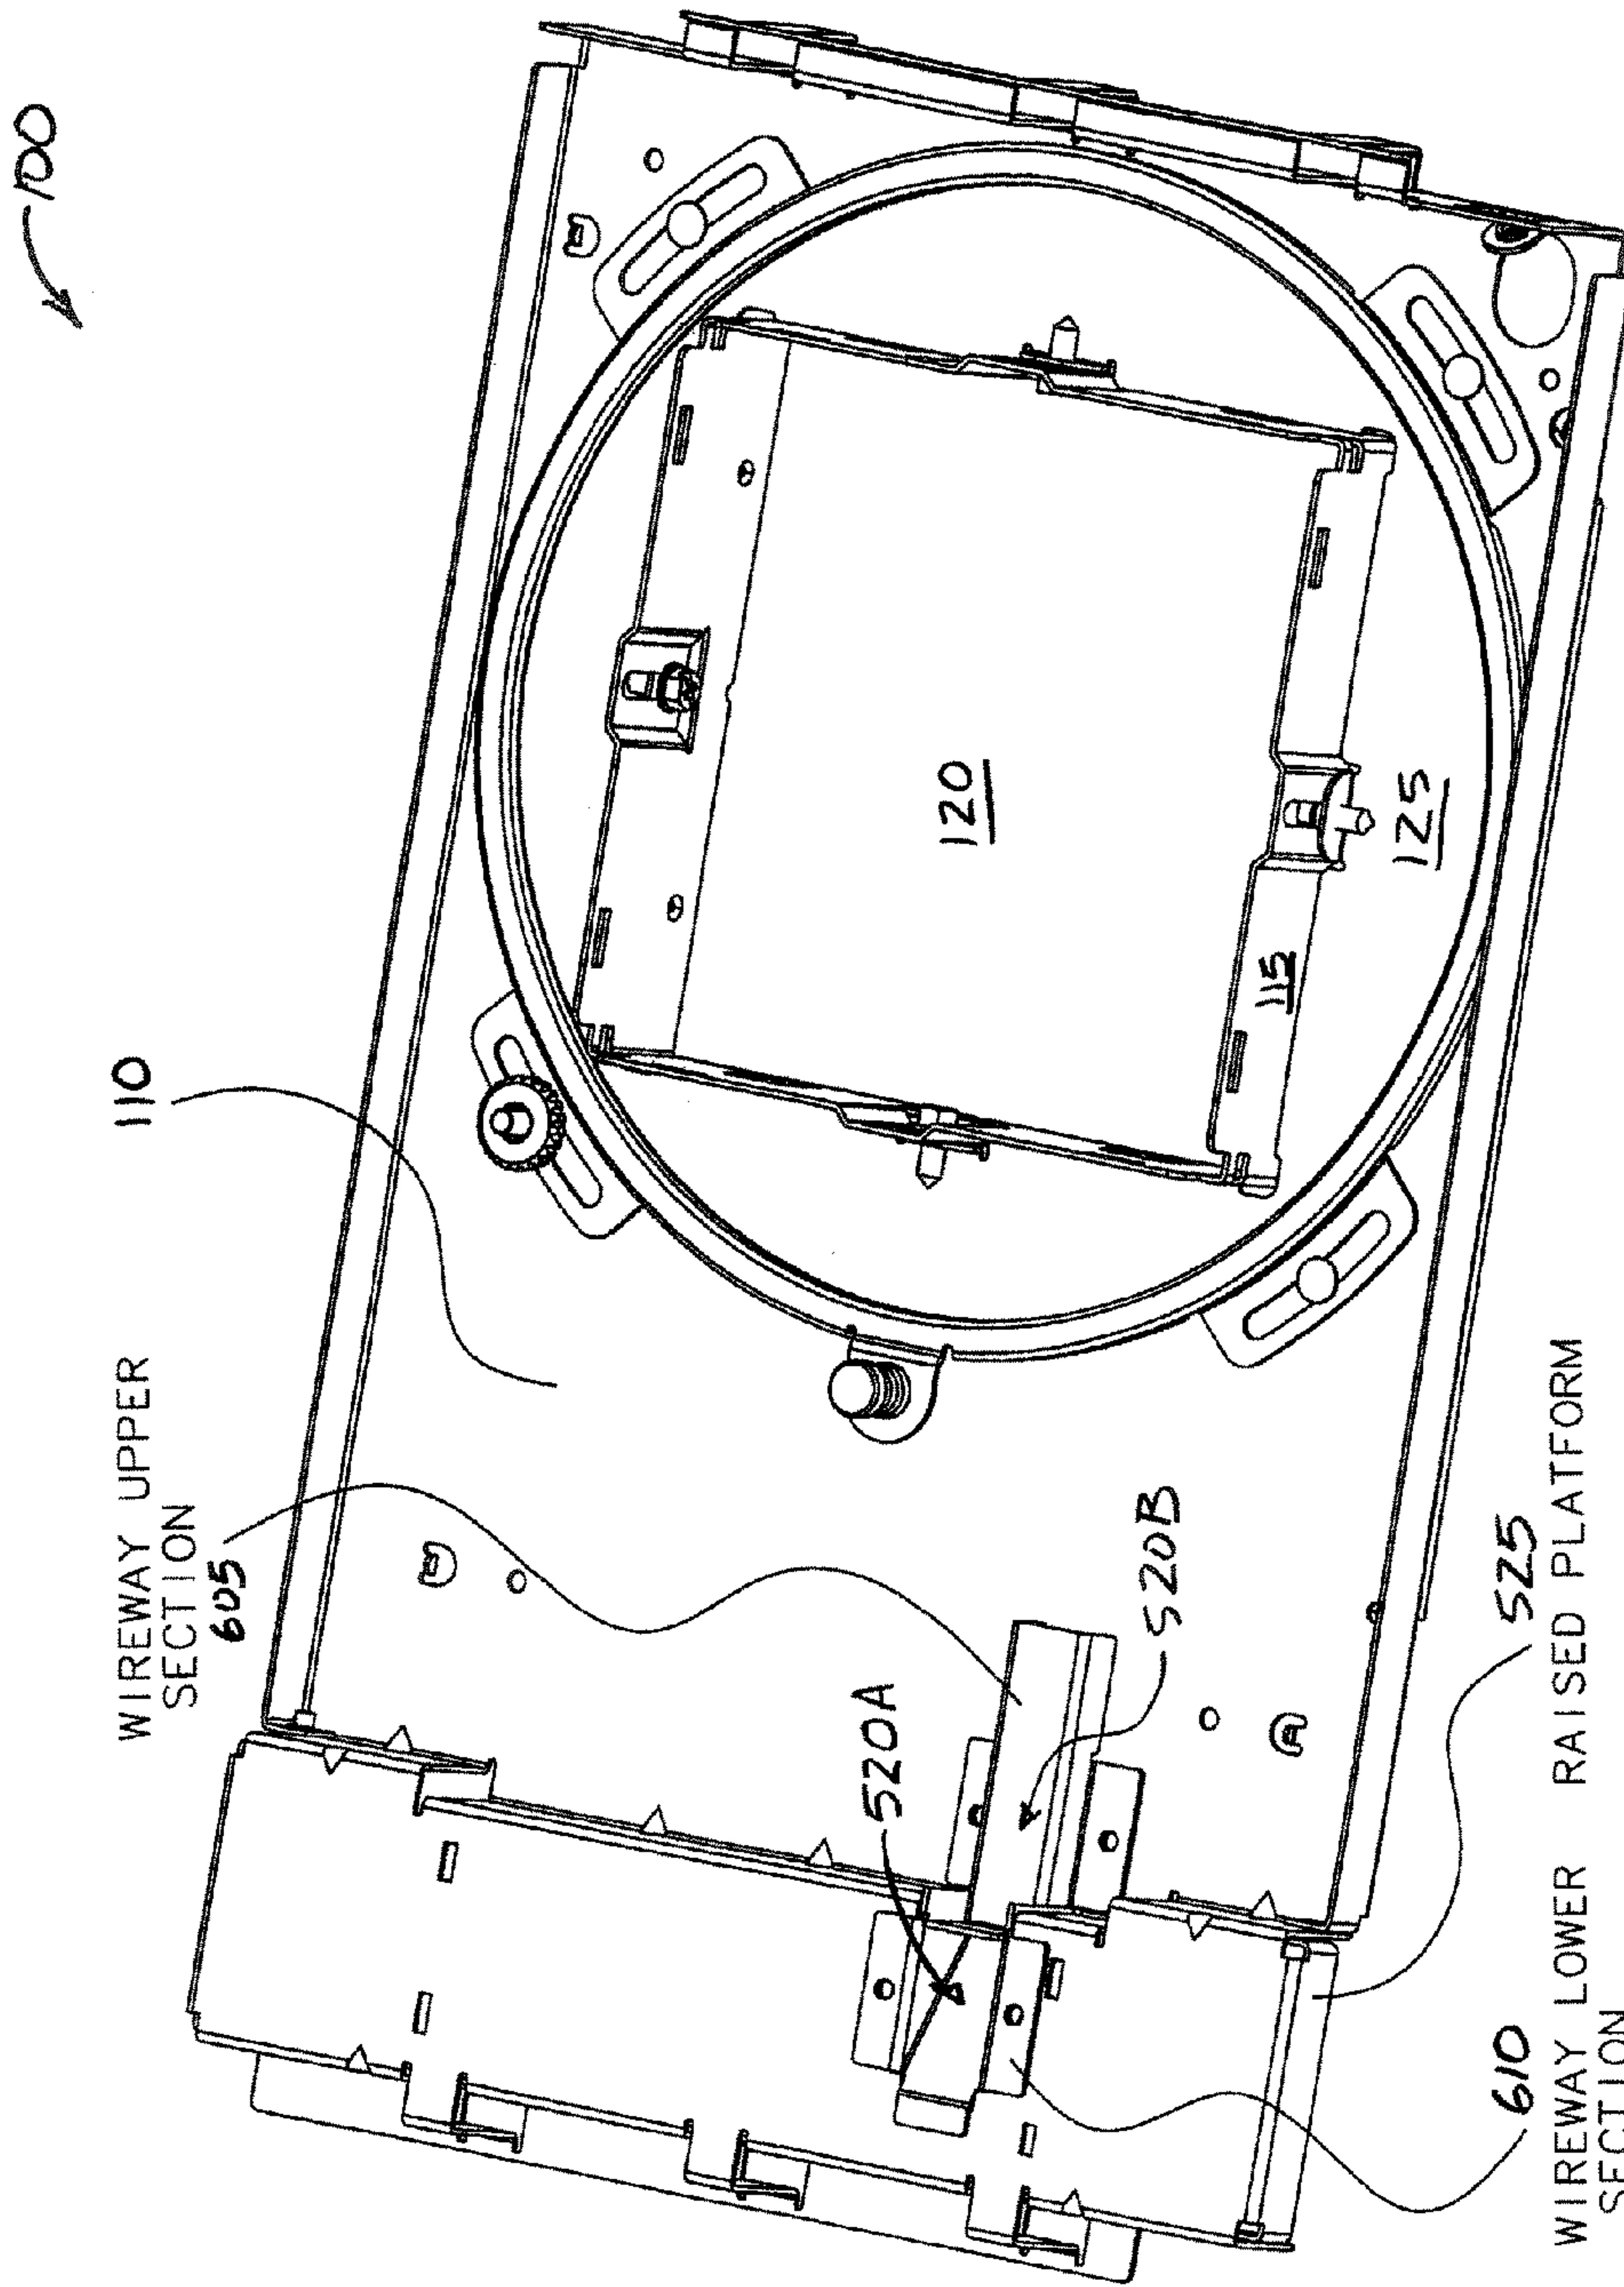 100
WIREWAY UPPER
SECTION
605
110
520A
120
520B
115
125
610
525
WIREWAY LOWER
SECTION
RAISED PLATFORM